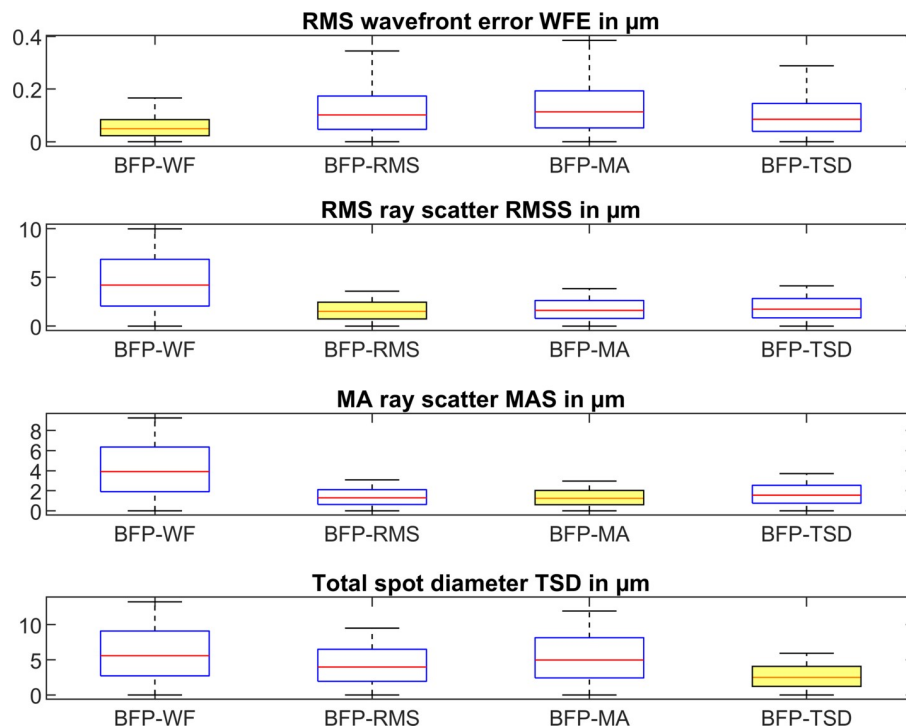 RMS wavefront error WFE in µm
0.4
0.2
0
BFP-WF BFP-RMS BFP-MA BFP-TSD
RMS ray scatter RMSS in µm
10
5
0
BFP-WF BFP-RMS BFP-MA BFP-TSD
MA ray scatter MAS in µm
8
6
4
2
0
BFP-WF BFP-RMS BFP-MA BFP-TSD
Total spot diameter TSD in µm
10
5
0
BFP-WF BFP-RMS BFP-MA BFP-TSD